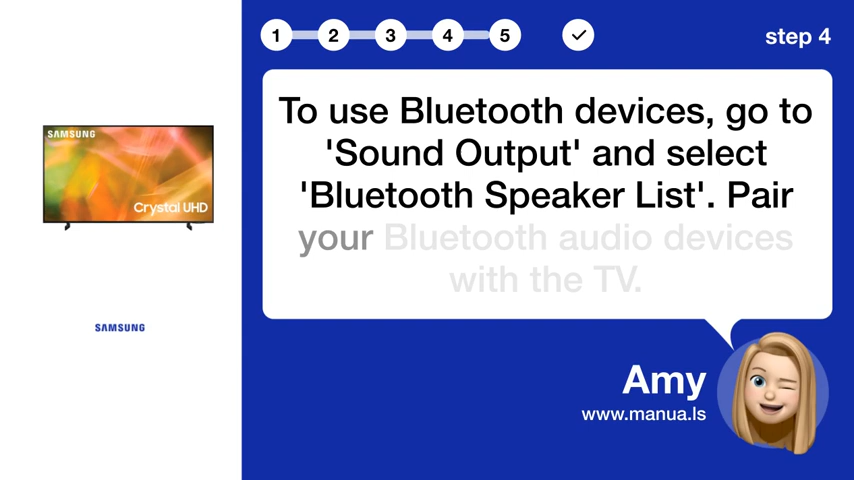 1 2 3 4 5
step 4
To use Bluetooth devices, go to
'Sound Output' and select
'Bluetooth Speaker List'. Pair
your Bluetooth audio devices
with the TV.
SAMSUNG
Crystal UHD
SAMSUNG
Amy
www.manua.ls